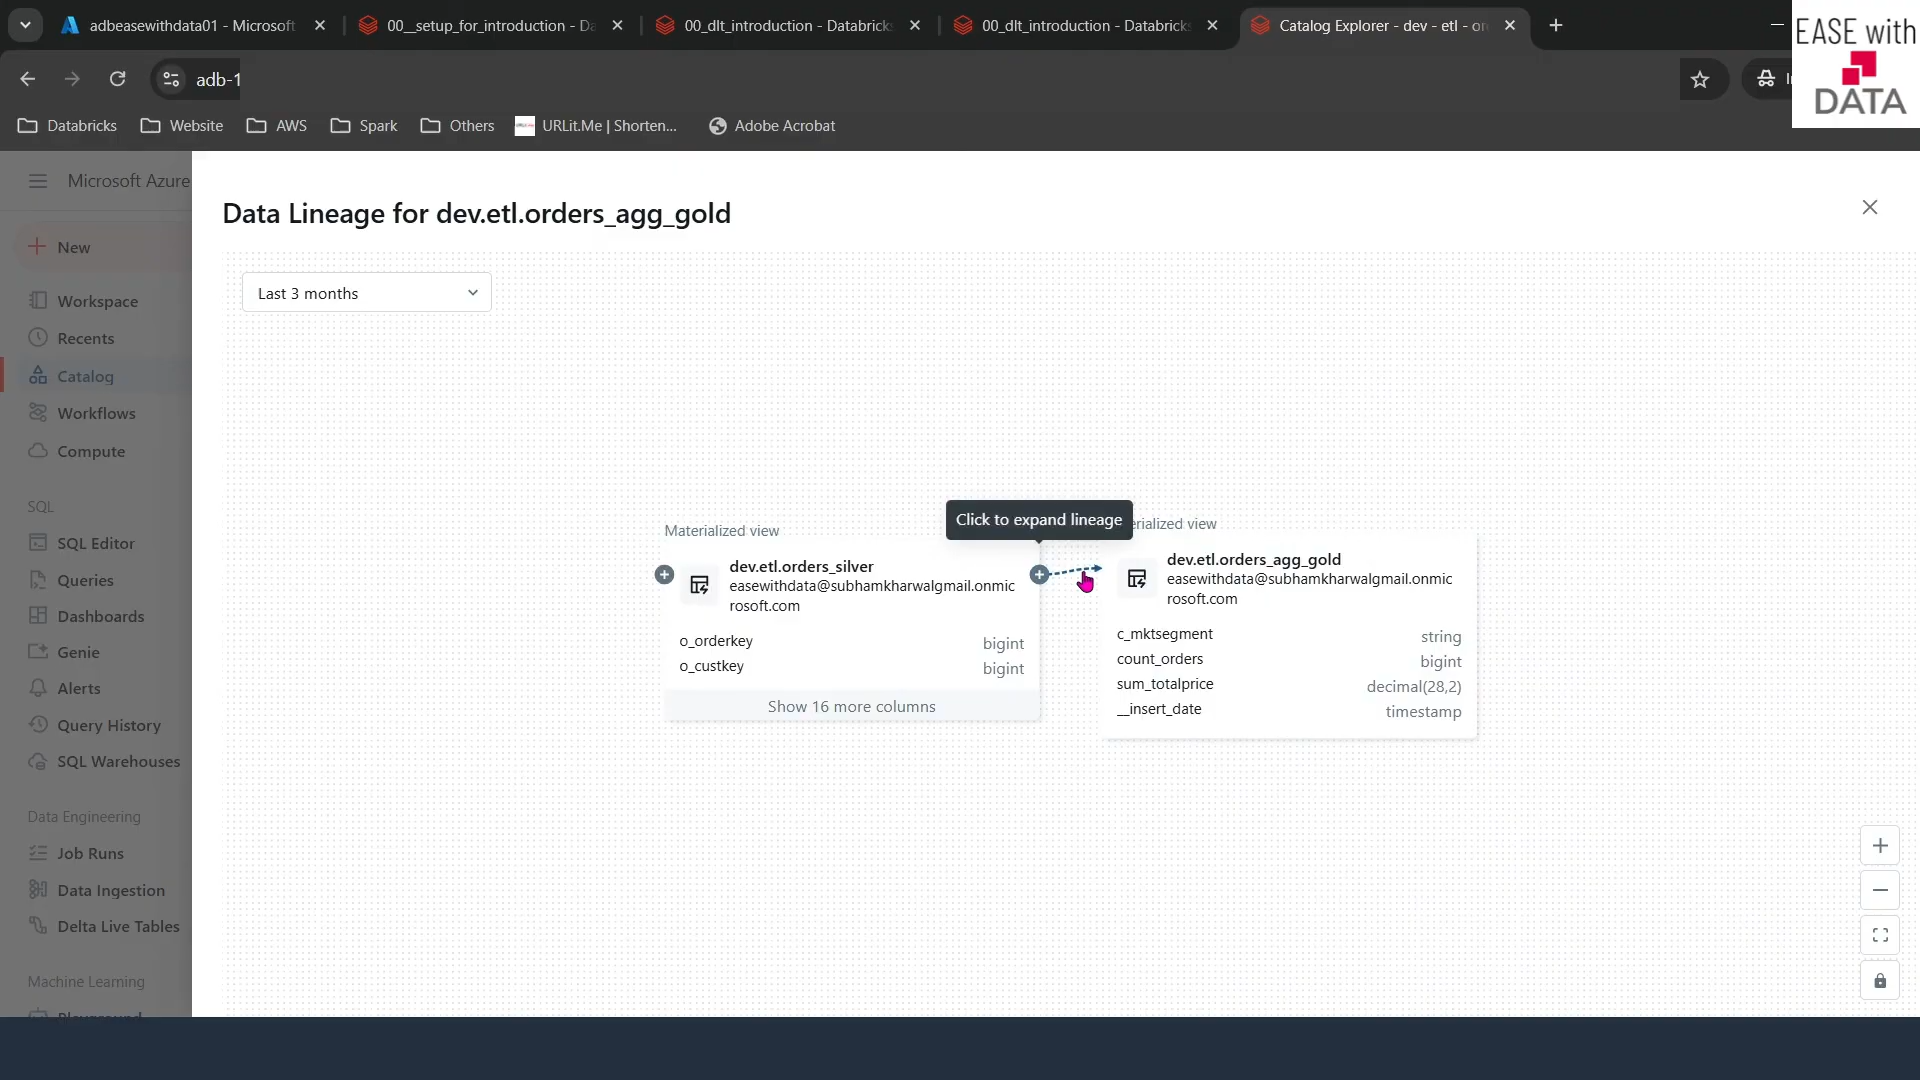 adbeasewithdata01 - Microsoft
00__setup_for_introduction - Da
00_dlt_introduction - Databricks
00_dlt_introduction - Databricks
Catalog Explorer - dev - etl - or
EASE with
DATA
adb-1
Databricks
Website
AWS
Spark
Others
URLit.Me | Shorten...
Adobe Acrobat
Microsoft Azure
New
Workspace
Recents
Catalog
Workflows
Compute
SQL
SQL Editor
Queries
Dashboards
Genie
Alerts
Query History
SQL Warehouses
Data Engineering
Job Runs
Data Ingestion
Delta Live Tables
Machine Learning
Playground
Data Lineage for dev.etl.orders_agg_gold
Last 3 months
Click to expand lineage
Materialized view
dev.etl.orders_silver
easewithdata@subhamkharwalgmail.onmic
rosoft.com
o_orderkey bigint
o_custkey bigint
Show 16 more columns
erialized view
dev.etl.orders_agg_gold
easewithdata@subhamkharwalgmail.onmic
rosoft.com
c_mktsegment string
count_orders bigint
sum_totalprice decimal(28,2)
__insert_date timestamp